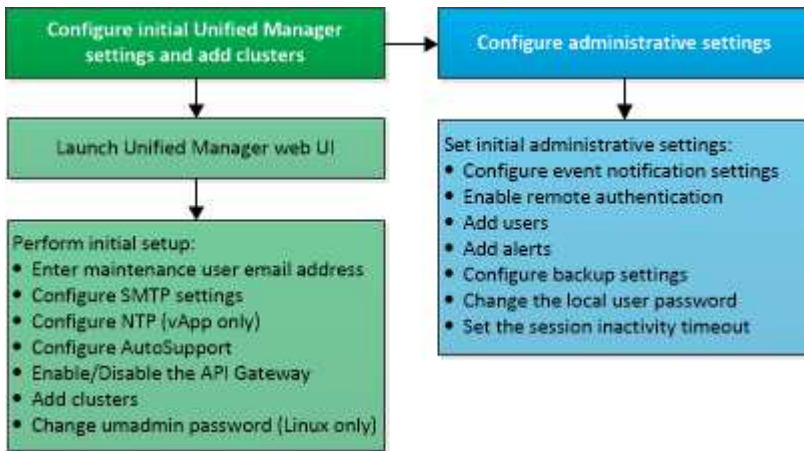 Configure initial Unified Manager
settings and add clusters
Configure administrative settings
Launch Unified Manager web UI
Perform initial setup:
• Enter maintenance user email address
• Configure SMTP settings
• Configure NTP (vApp only)
• Configure AutoSupport
• Enable/Disable the API Gateway
• Add clusters
• Change umadmin password (Linux only)
Set initial administrative settings:
• Configure event notification settings
• Enable remote authentication
• Add users
• Add alerts
• Configure backup settings
• Change the local user password
• Set the session inactivity timeout